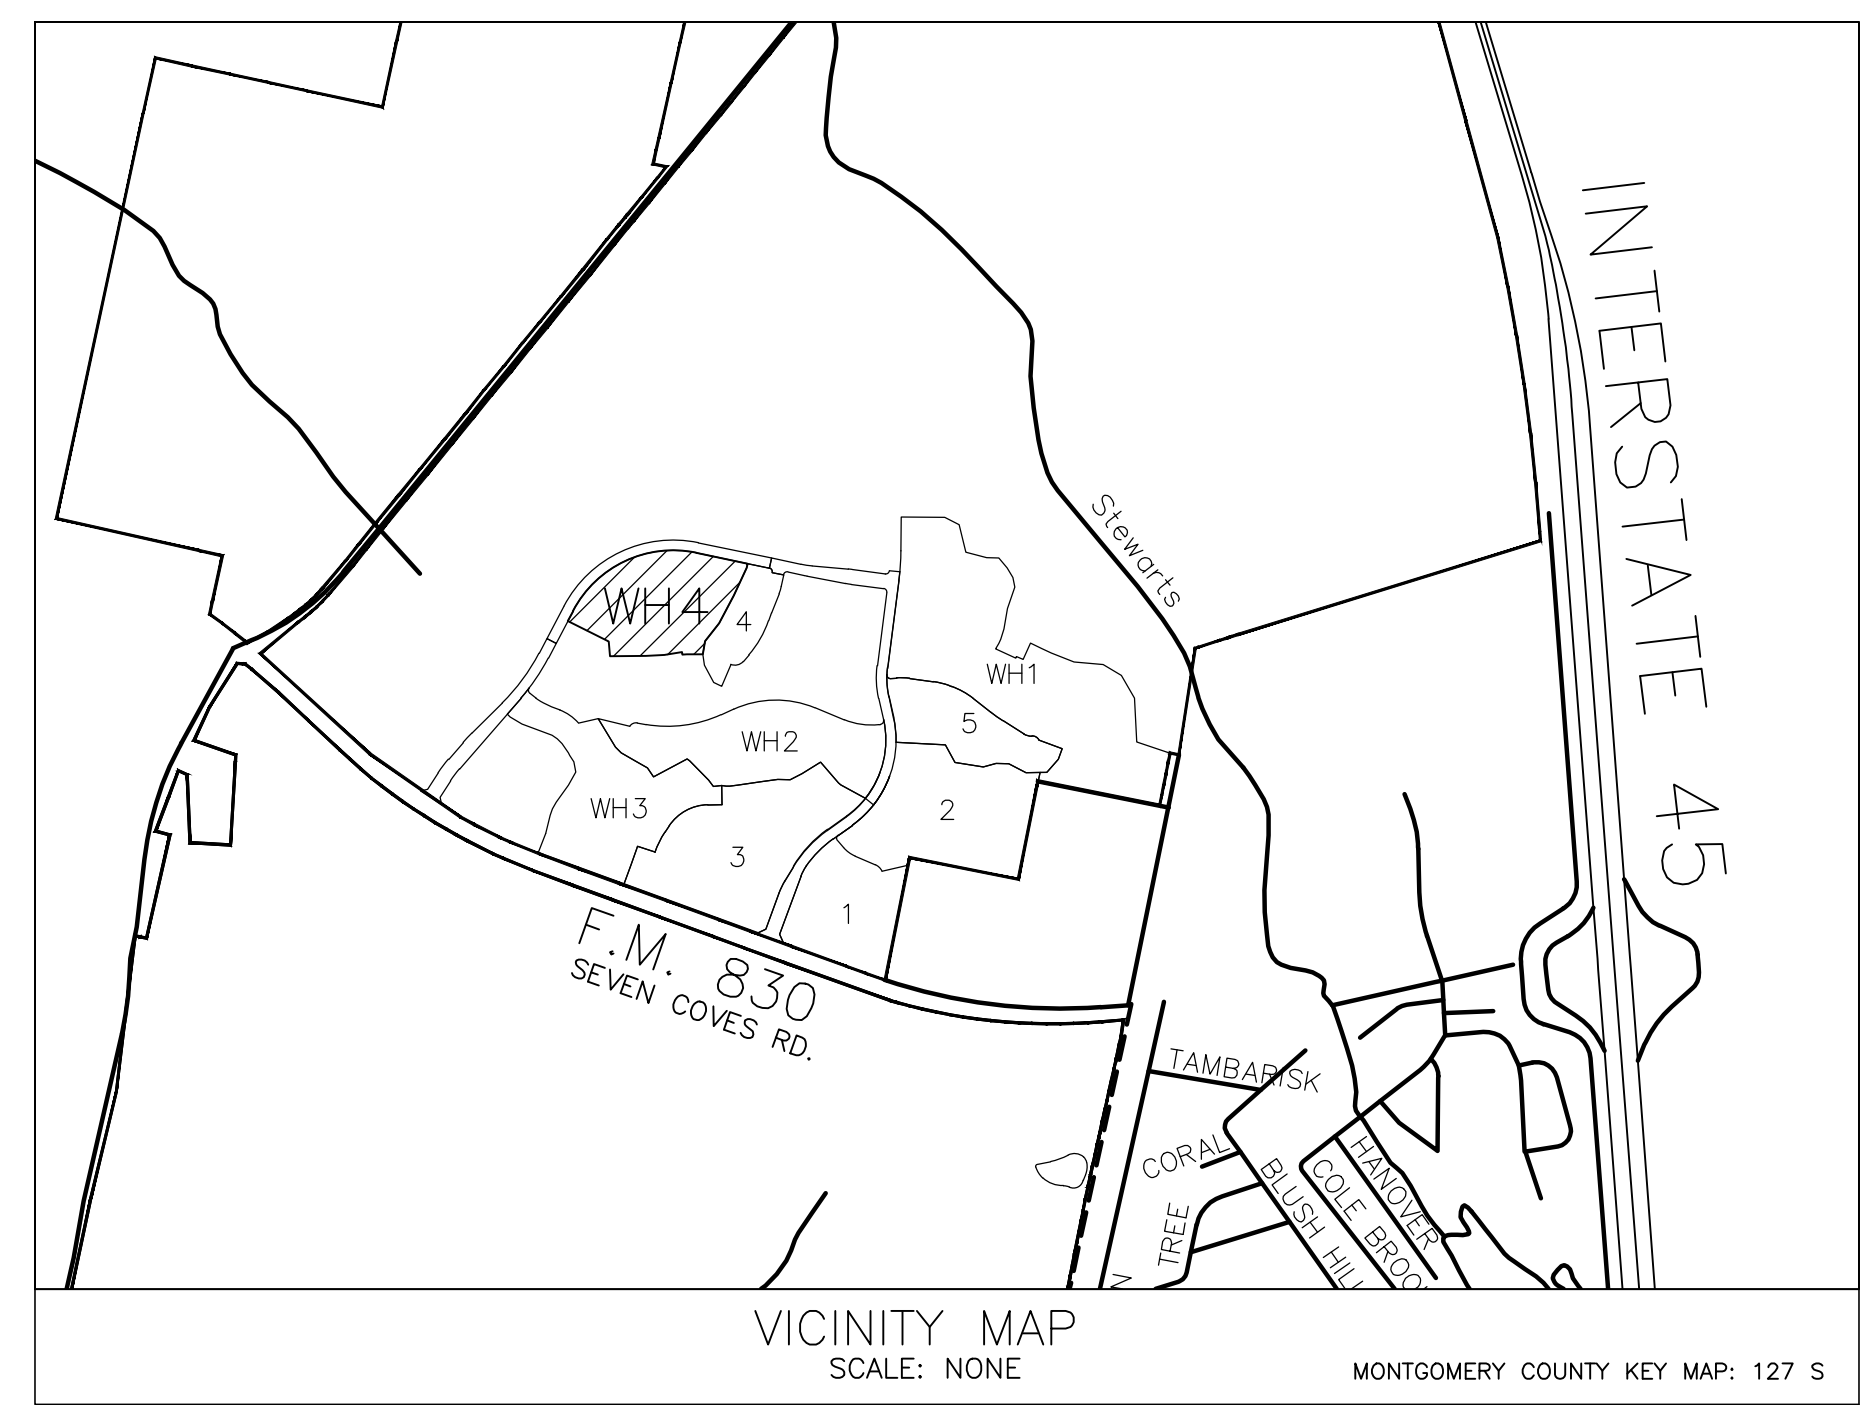 INTERSTATE 45
Stewarts
WH4
4
WH1
5
WH2
WH3
2
3
1
F.M. 830
SEVEN COVES RD.
TAMBARISK
CORAL
TREE
BLUSH HILL
COLE BROO
HANOVER
N
VICINITY MAP
SCALE: NONE
MONTGOMERY COUNTY KEY MAP: 127 S